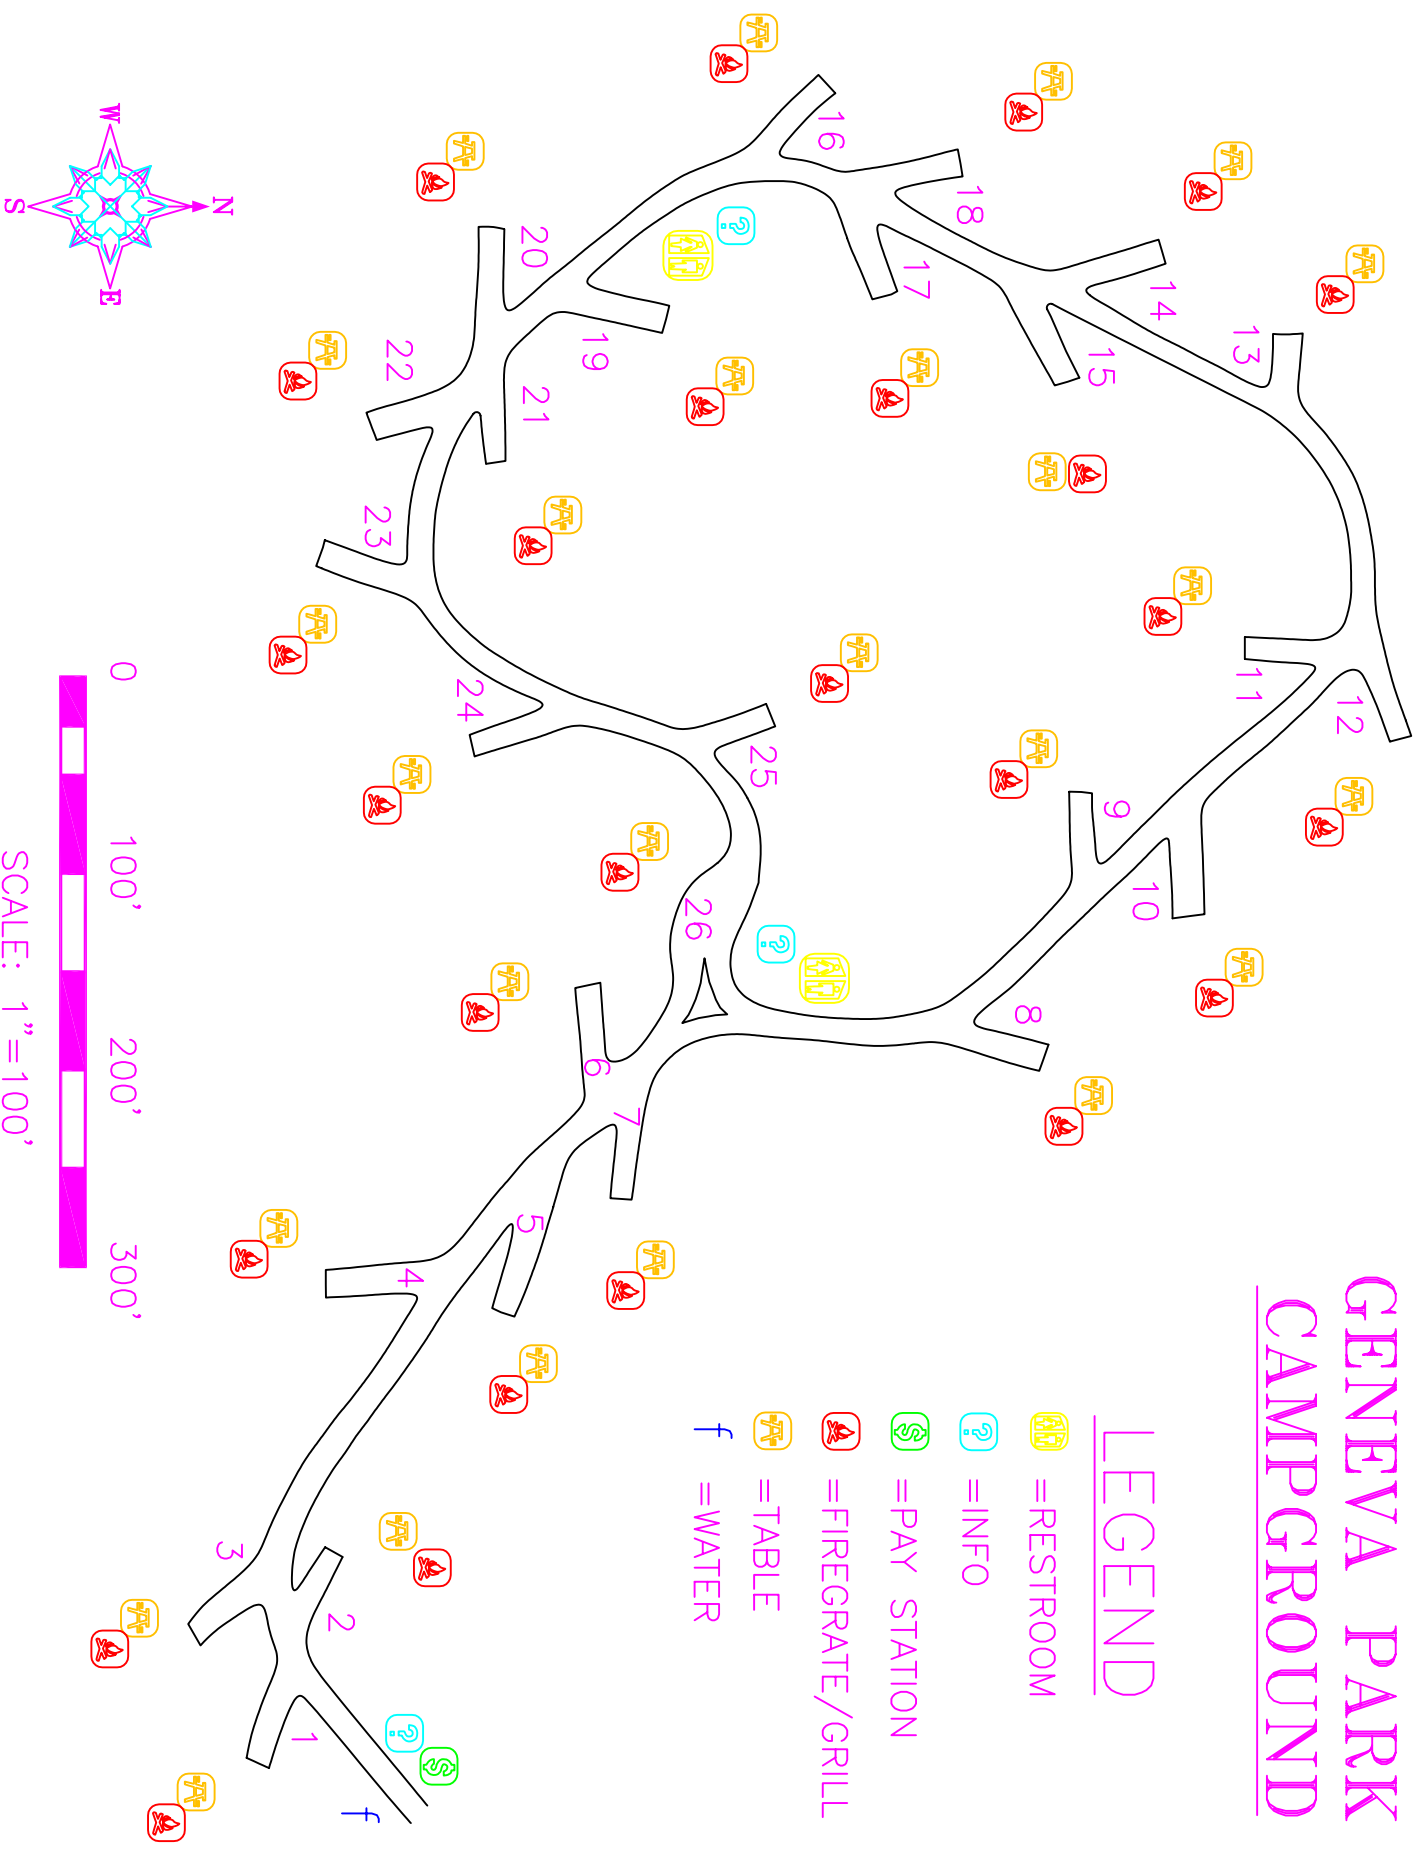 GENEVA PARK
CAMPGROUND
LEGEND
=RESTROOM
=INFO
=PAY STATION
=FIREGRATE/GRILL
=TABLE
f =WATER
12
13
11
14
10
15
9
18
8
17
16
25
26
7
19
6
20
21
5
24
22
4
23
2
1
3
f
N
W
E
S
0
100'
200'
300'
SCALE: 1"=100'